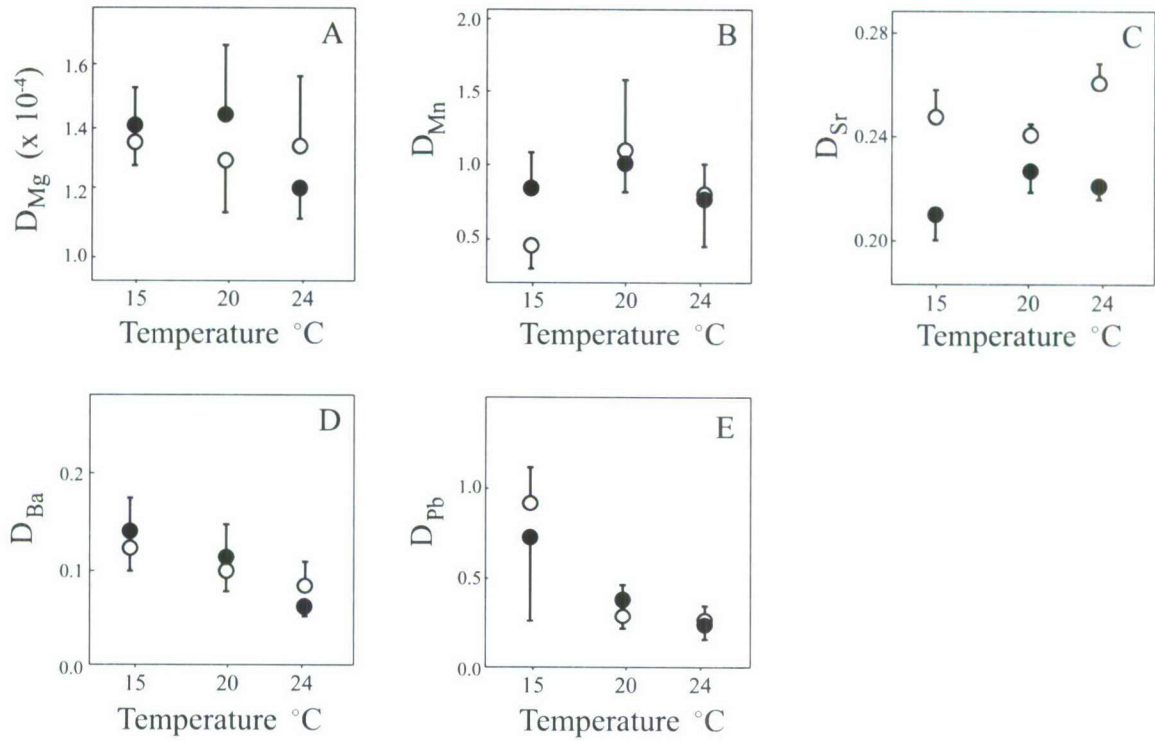 A
D_Mg (x 10^-4)
1.6
1.4
1.2
1.0
15 20 24
Temperature °C
B
D_Mn
2.0
1.5
1.0
0.5
15 20 24
Temperature °C
C
D_Sr
0.28
0.24
0.20
15 20 24
Temperature °C
D
D_Ba
0.2
0.1
0.0
15 20 24
Temperature °C
E
D_Pb
1.0
0.5
0.0
15 20 24
Temperature °C